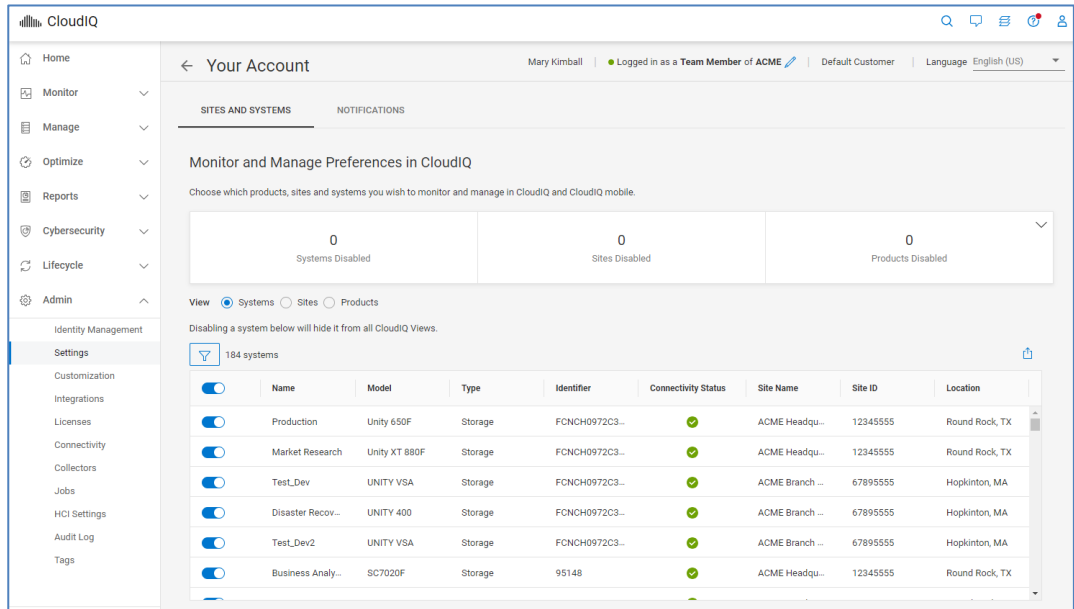 CloudIQ
Home
Monitor
Manage
Optimize
Reports
Cybersecurity
Lifecycle
Admin
Identity Management
Settings
Customization
Integrations
Licenses
Connectivity
Collectors
Jobs
HCI Settings
Audit Log
Tags
Your Account
Mary Kimball | Logged in as a Team Member of ACME | Default Customer | Language English (US)
SITES AND SYSTEMS NOTIFICATIONS
Monitor and Manage Preferences in CloudIQ
Choose which products, sites and systems you wish to monitor and manage in CloudIQ and CloudIQ mobile.
0 0 0
Systems Disabled Sites Disabled Products Disabled
View Systems Sites Products
Disabling a system below will hide it from all CloudIQ Views.
184 systems
Name Model Type Identifier Connectivity Status Site Name Site ID Location
Production Unity 650F Storage FCNCH0972C3... ACME Headqu... 12345555 Round Rock, TX
Market Research Unity XT 880F Storage FCNCH0972C3... ACME Headqu... 12345555 Round Rock, TX
Test_Dev UNITY VSA Storage FCNCH0972C3... ACME Branch ... 67895555 Hopkinton, MA
Disaster Recov... UNITY 400 Storage FCNCH0972C3... ACME Branch ... 67895555 Hopkinton, MA
Test_Dev2 UNITY VSA Storage FCNCH0972C3... ACME Branch ... 67895555 Hopkinton, MA
Business Analy... SC7020F Storage 95148 ACME Headqu... 12345555 Round Rock, TX